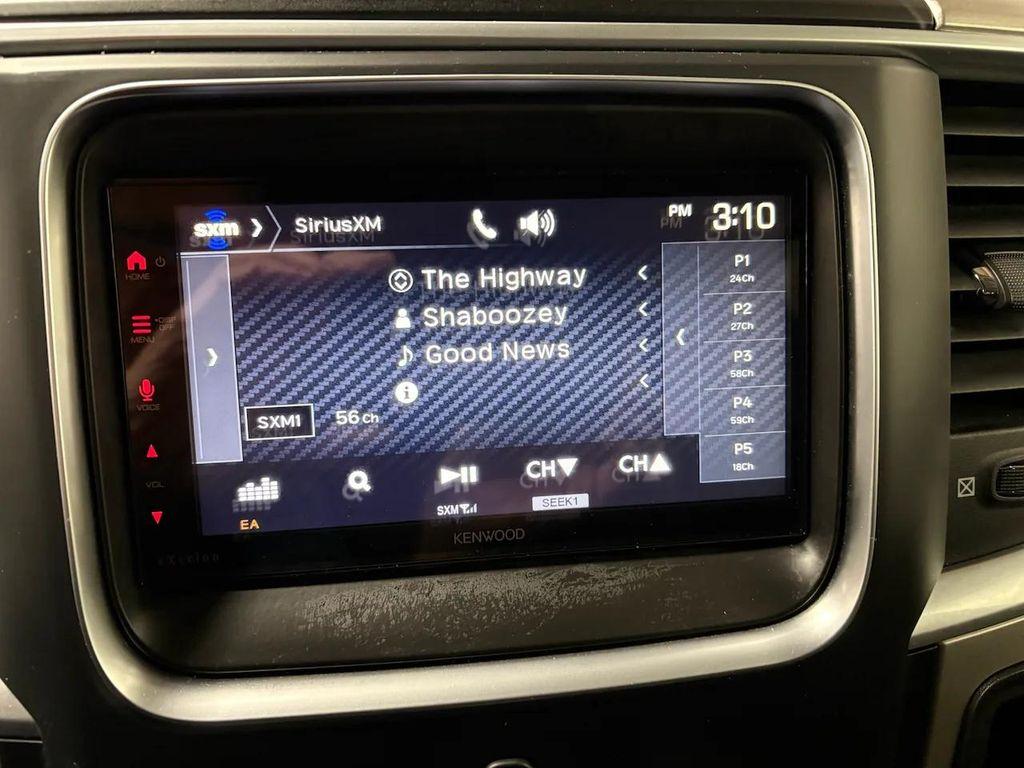 sxm
SiriusXM
PM 3:10
HOME
The Highway
P1
24Ch
Shaboozey
P2
27Ch
+DISP
OFF
MENU
Good News
P3
58Ch
VOICE
SXM1
56 Ch
P4
59Ch
P5
18Ch
CH
CH
VOL
SXM
SEEK1
EA
KENWOOD
eXcelon